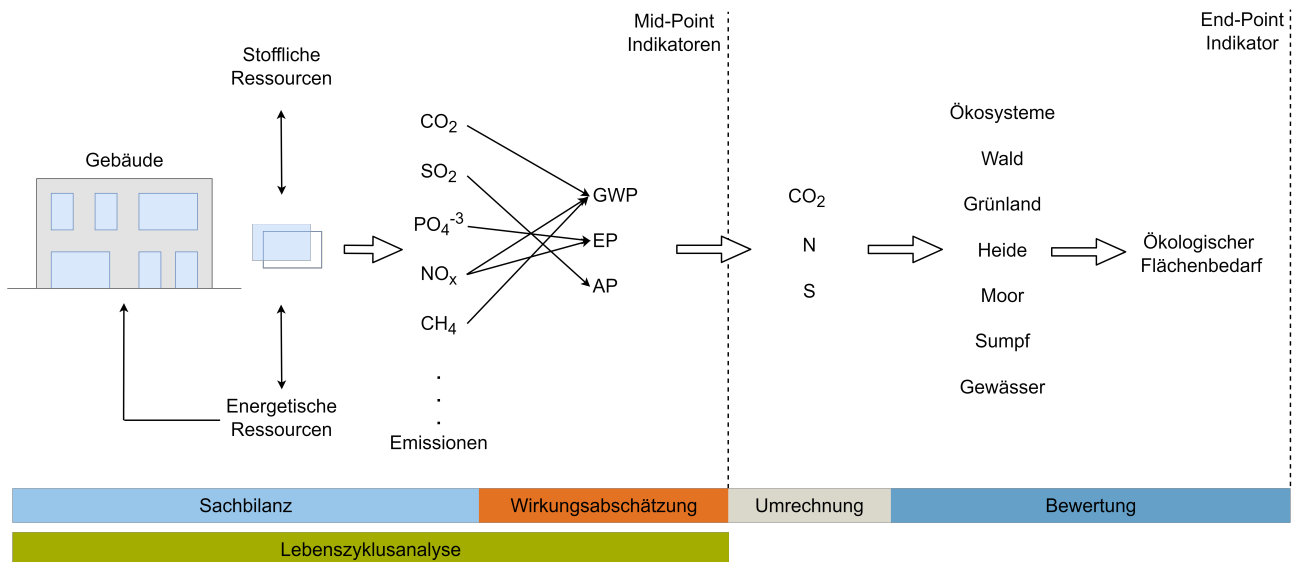 Mid-Point
Indikatoren
End-Point
Indikator
Stoffliche
Ressourcen
Gebäude
Energetische
Ressourcen
CO₂
SO₂
PO₄⁻³
NOₓ
CH₄
.
.
.
Emissionen
GWP
EP
AP
CO₂
N
S
Ökosysteme
Wald
Grünland
Heide
Moor
Sumpf
Gewässer
Ökologischer
Flächenbedarf
Sachbilanz
Wirkungsabschätzung
Umrechnung
Bewertung
Lebenszyklusanalyse